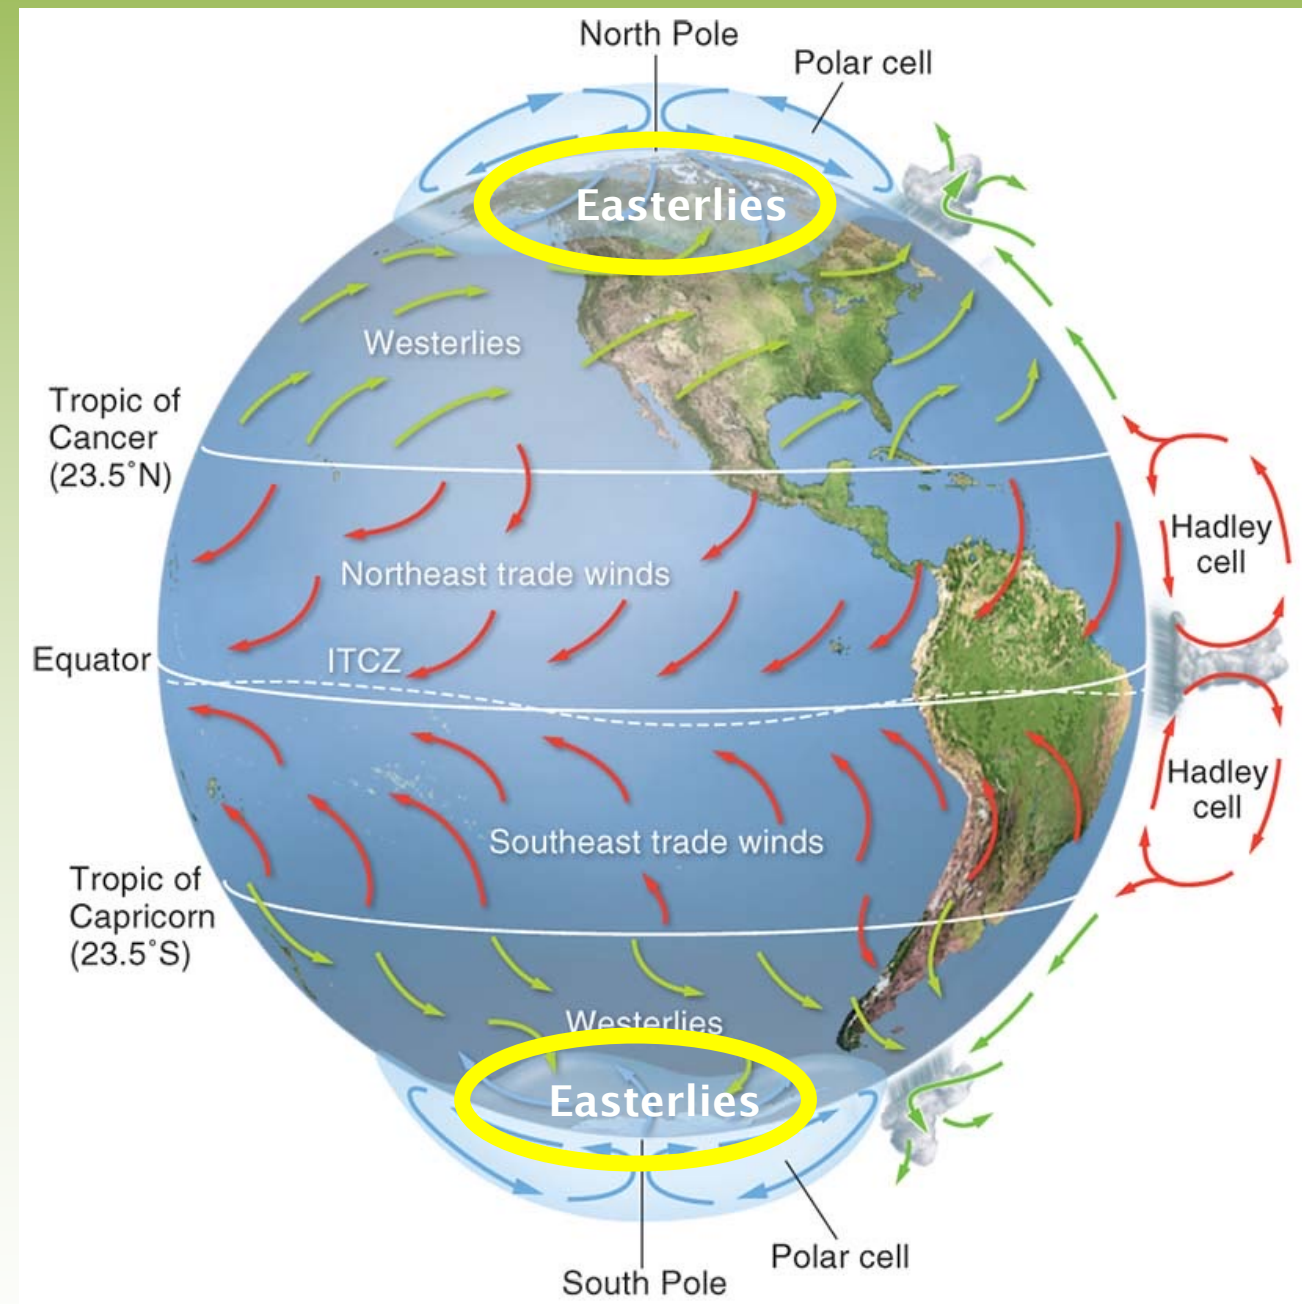 North Pole
Polar cell
Easterlies
Westerlies
Tropic of
Cancer
(23.5˚N)
Hadley
cell
Northeast trade winds
Equator
ITCZ
Hadley
cell
Southeast trade winds
Tropic of
Capricorn
(23.5˚S)
Westerlies
Easterlies
Polar cell
South Pole